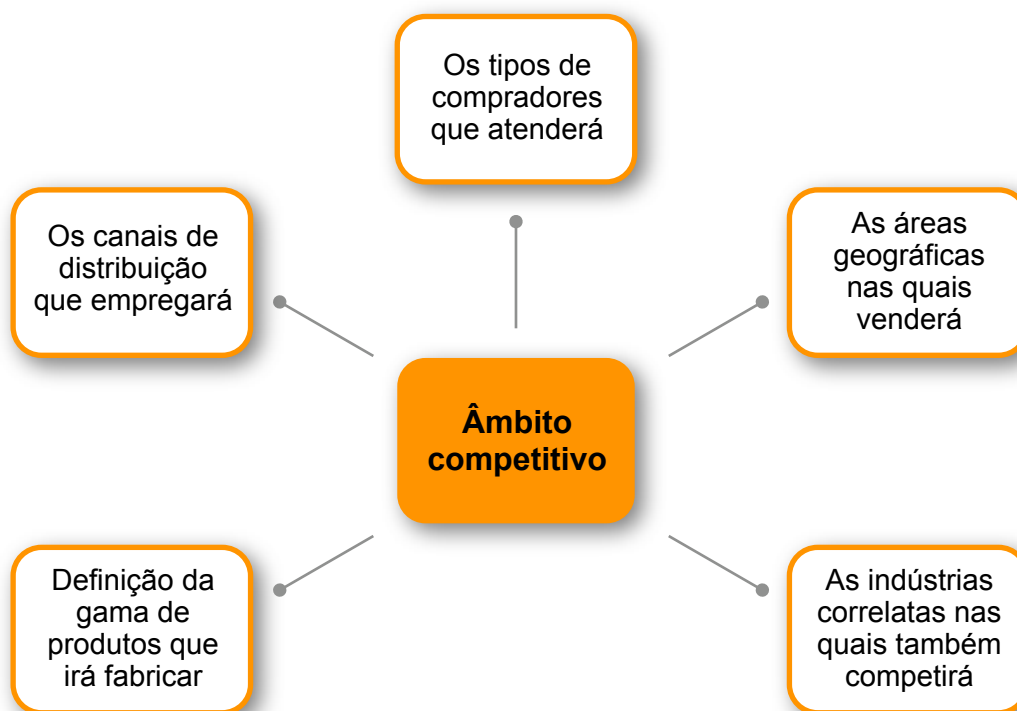 Os tipos de
compradores
que atenderá
Os canais de
distribuição
que empregará
As áreas
geográficas
nas quais
venderá
Âmbito
competitivo
Definição da
gama de
produtos que
irá fabricar
As indústrias
correlatas nas
quais também
competirá